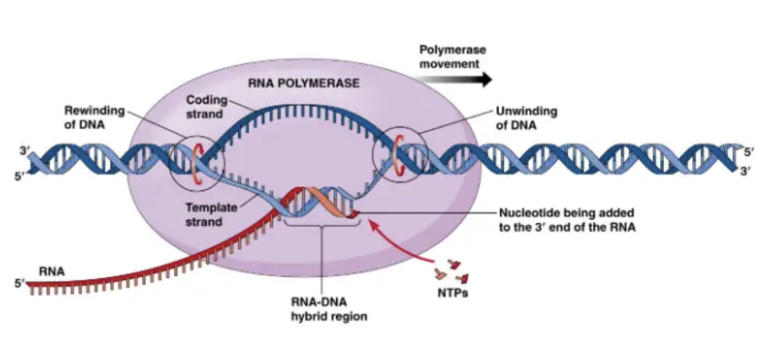 Polymerase
movement
RNA POLYMERASE
Coding
strand
Rewinding
of DNA
Unwinding
of DNA
3′
5′
5′
3′
Template
strand
Nucleotide being added
to the 3′ end of the RNA
RNA
5′
NTPs
RNA-DNA
hybrid region